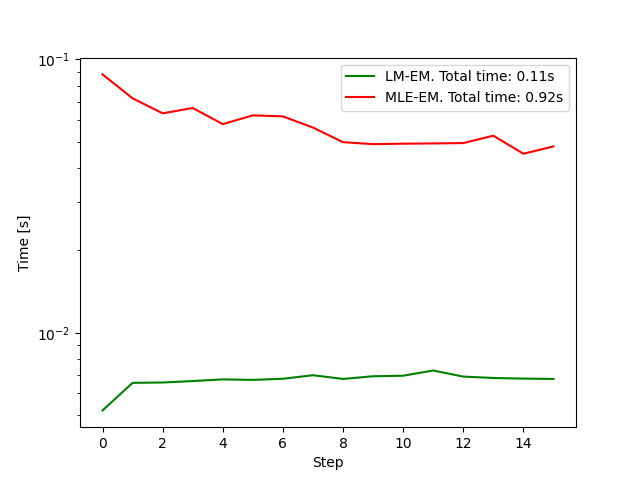 LM-EM. Total time: 0.11s
MLE-EM. Total time: 0.92s
10⁻¹
10⁻²
Time [s]
0 2 4 6 8 10 12 14
Step